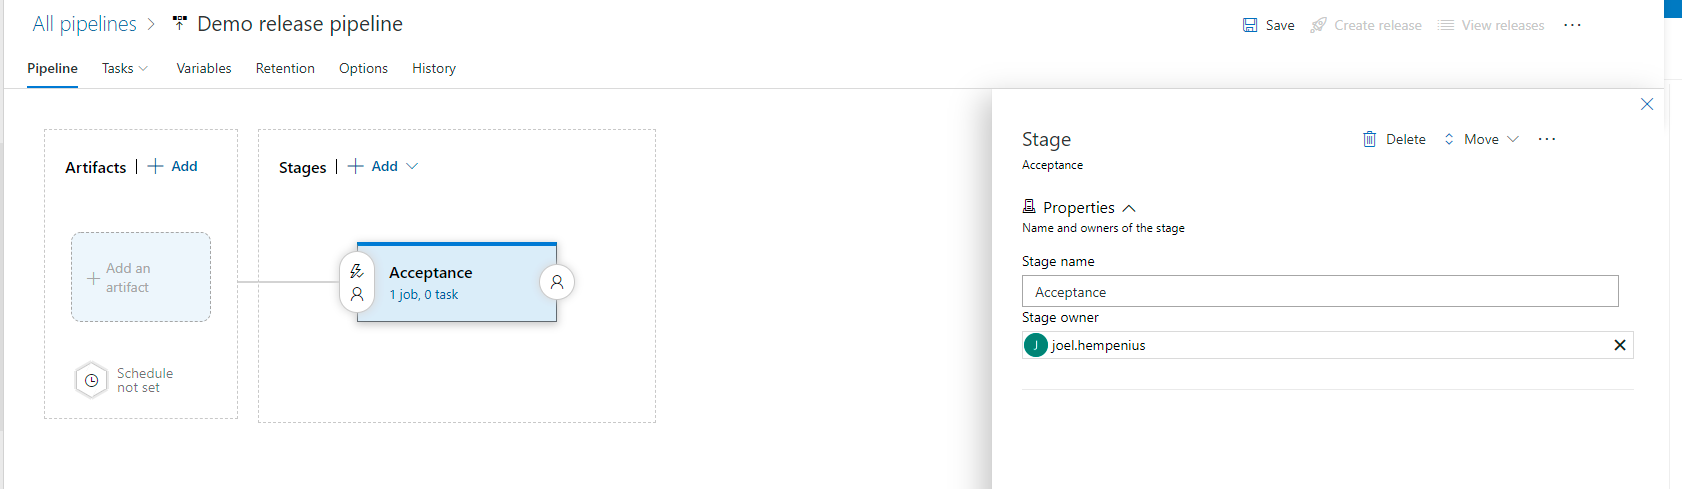 All pipelines > Demo release pipeline
Save Create release View releases ...
Pipeline Tasks Variables Retention Options History
Artifacts | + Add
Stages | + Add
+ Add an
artifact
Schedule
not set
Acceptance
1 job, 0 task
Stage
Delete Move ...
Acceptance
Properties
Name and owners of the stage
Stage name
Acceptance
Stage owner
J joel.hempenius